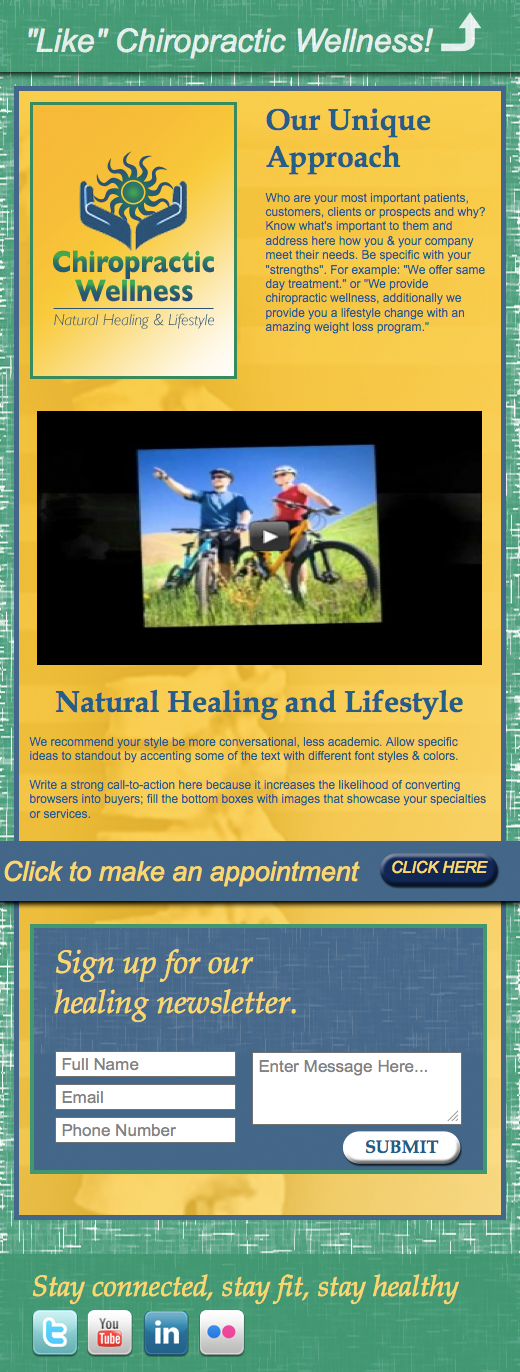 "Like" Chiropractic Wellness!
Chiropractic
Wellness
Natural Healing & Lifestyle
Our Unique
Approach
Who are your most important patients,
customers, clients or prospects and why?
Know what's important to them and
address here how you & your company
meet their needs. Be specific with your
"strengths". For example: "We offer same
day treatment." or "We provide
chiropractic wellness, additionally we
provide you a lifestyle change with an
amazing weight loss program."
Natural Healing and Lifestyle
We recommend your style be more conversational, less academic. Allow specific
ideas to standout by accenting some of the text with different font styles & colors.
Write a strong call-to-action here because it increases the likelihood of converting
browsers into buyers; fill the bottom boxes with images that showcase your specialties
or services.
Click to make an appointment
CLICK HERE
Sign up for our
healing newsletter.
Full Name
Email
Phone Number
Enter Message Here...
SUBMIT
Stay connected, stay fit, stay healthy
t
You
Tube
in